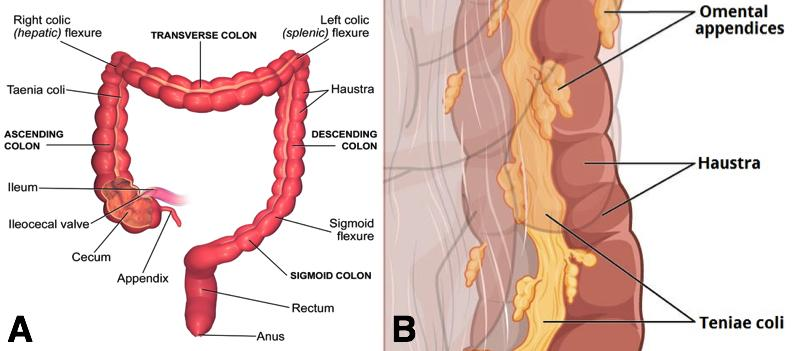 Right colic
(hepatic) flexure
TRANSVERSE COLON
Left colic
(splenic) flexure
Taenia coli
Haustra
ASCENDING
COLON
DESCENDING
COLON
Ileum
Ileocecal valve
Cecum
Appendix
Sigmoid
flexure
SIGMOID COLON
Rectum
Anus
A
Omental
appendices
Haustra
Teniae coli
B